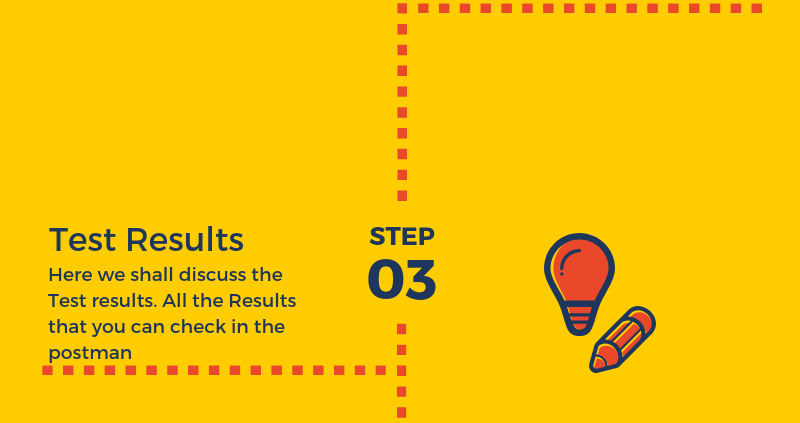 Test Results
Here we shall discuss the
Test results. All the Results
that you can check in the
postman
STEP
03